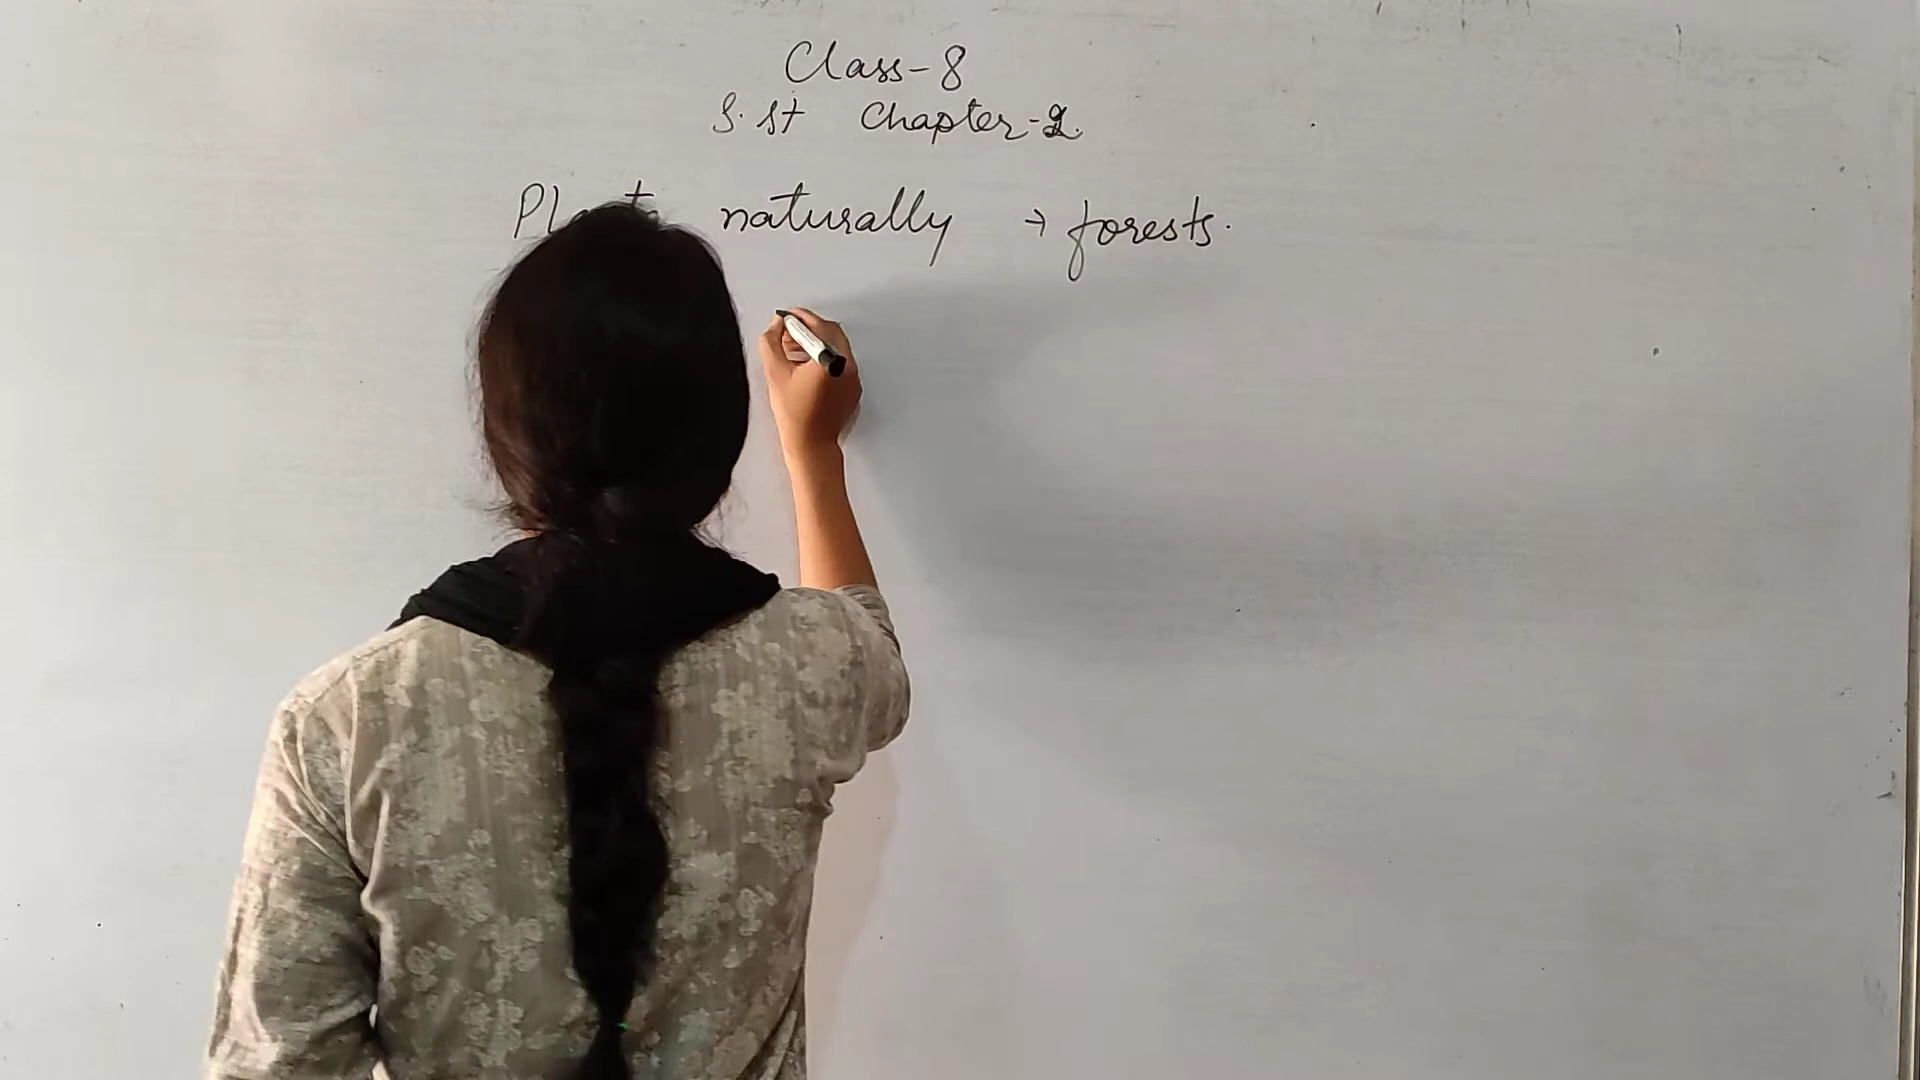 Class-8
S.St Chapter-2.
naturally → forests.